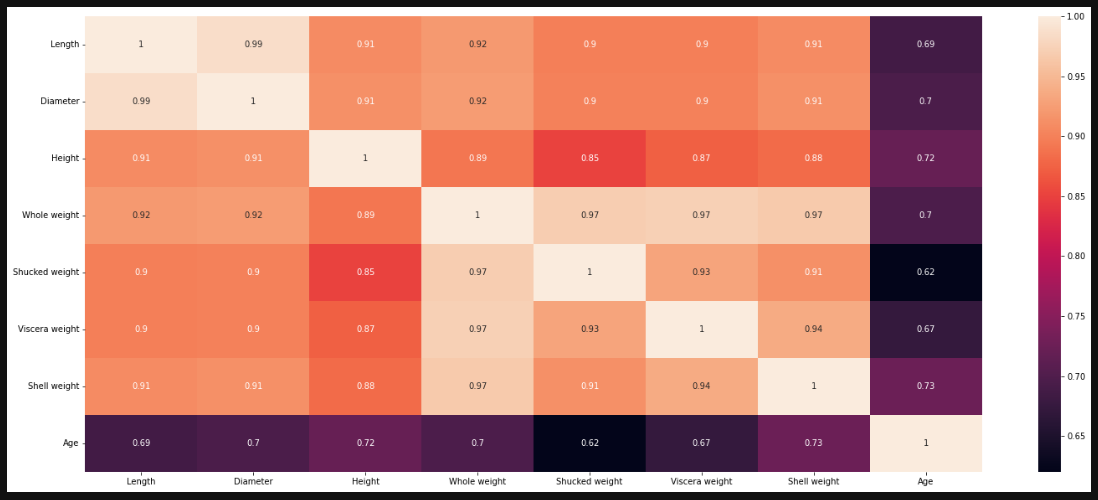 Length 1 0.99 0.91 0.92 0.9 0.9 0.91 0.69
Diameter 0.99 1 0.91 0.92 0.9 0.9 0.91 0.7
Height 0.91 0.91 1 0.89 0.85 0.87 0.88 0.72
Whole weight 0.92 0.92 0.89 1 0.97 0.97 0.97 0.7
Shucked weight 0.9 0.9 0.85 0.97 1 0.93 0.91 0.62
Viscera weight 0.9 0.9 0.87 0.97 0.93 1 0.94 0.67
Shell weight 0.91 0.91 0.88 0.97 0.91 0.94 1 0.73
Age 0.69 0.7 0.72 0.7 0.62 0.67 0.73 1
Length Diameter Height Whole weight Shucked weight Viscera weight Shell weight Age
1.00
0.95
0.90
0.85
0.80
0.75
0.70
0.65